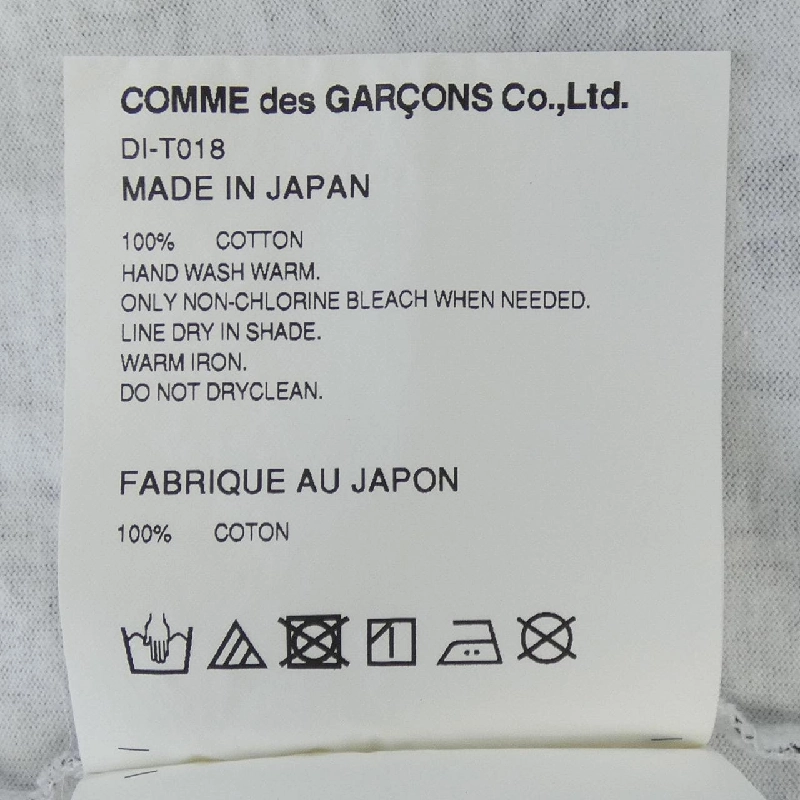 COMME des GARÇONS Co.,Ltd.
DI-T018
MADE IN JAPAN
100% COTTON
HAND WASH WARM.
ONLY NON-CHLORINE BLEACH WHEN NEEDED.
LINE DRY IN SHADE.
WARM IRON.
DO NOT DRYCLEAN.
FABRIQUE AU JAPON
100% COTON